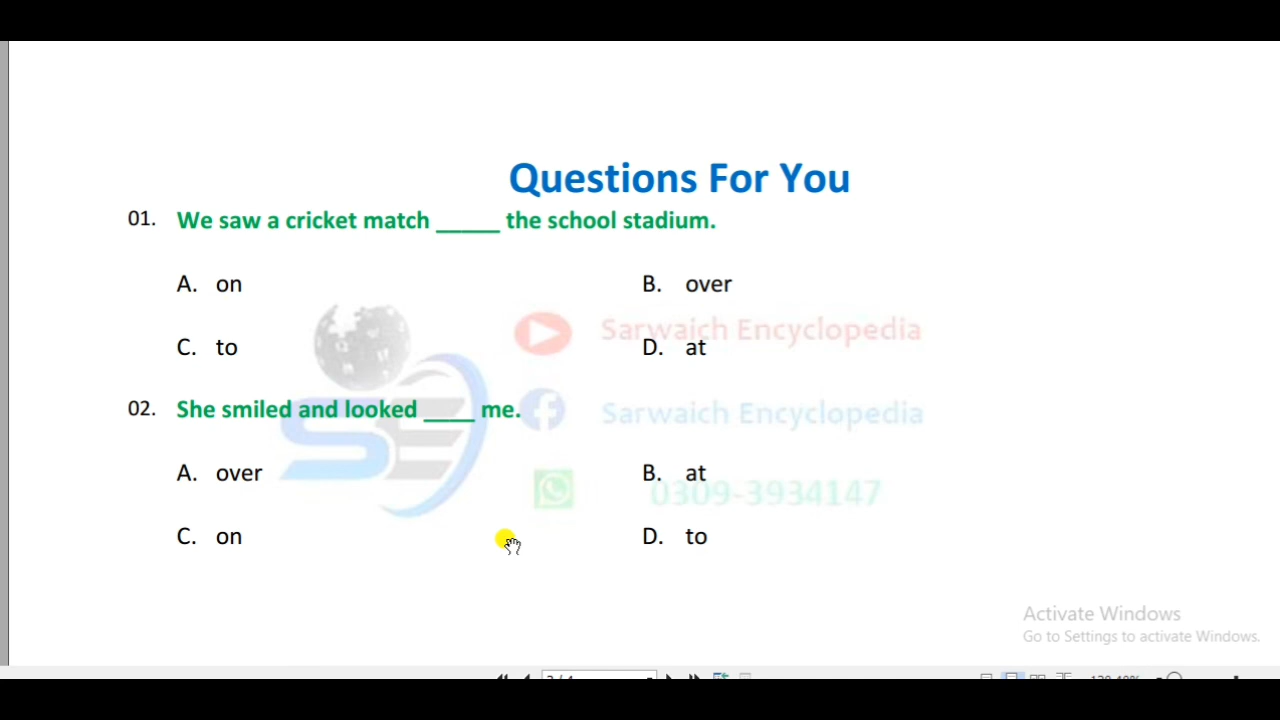 Questions For You
01. We saw a cricket match _____ the school stadium.
A. on B. over
Sarwaich Encyclopedia
C. to D. at
02. She smiled and looked ____ me.
Sarwaich Encyclopedia
SE
A. over B. at
0309-3934147
C. on D. to
Activate Windows
Go to Settings to activate Windows.